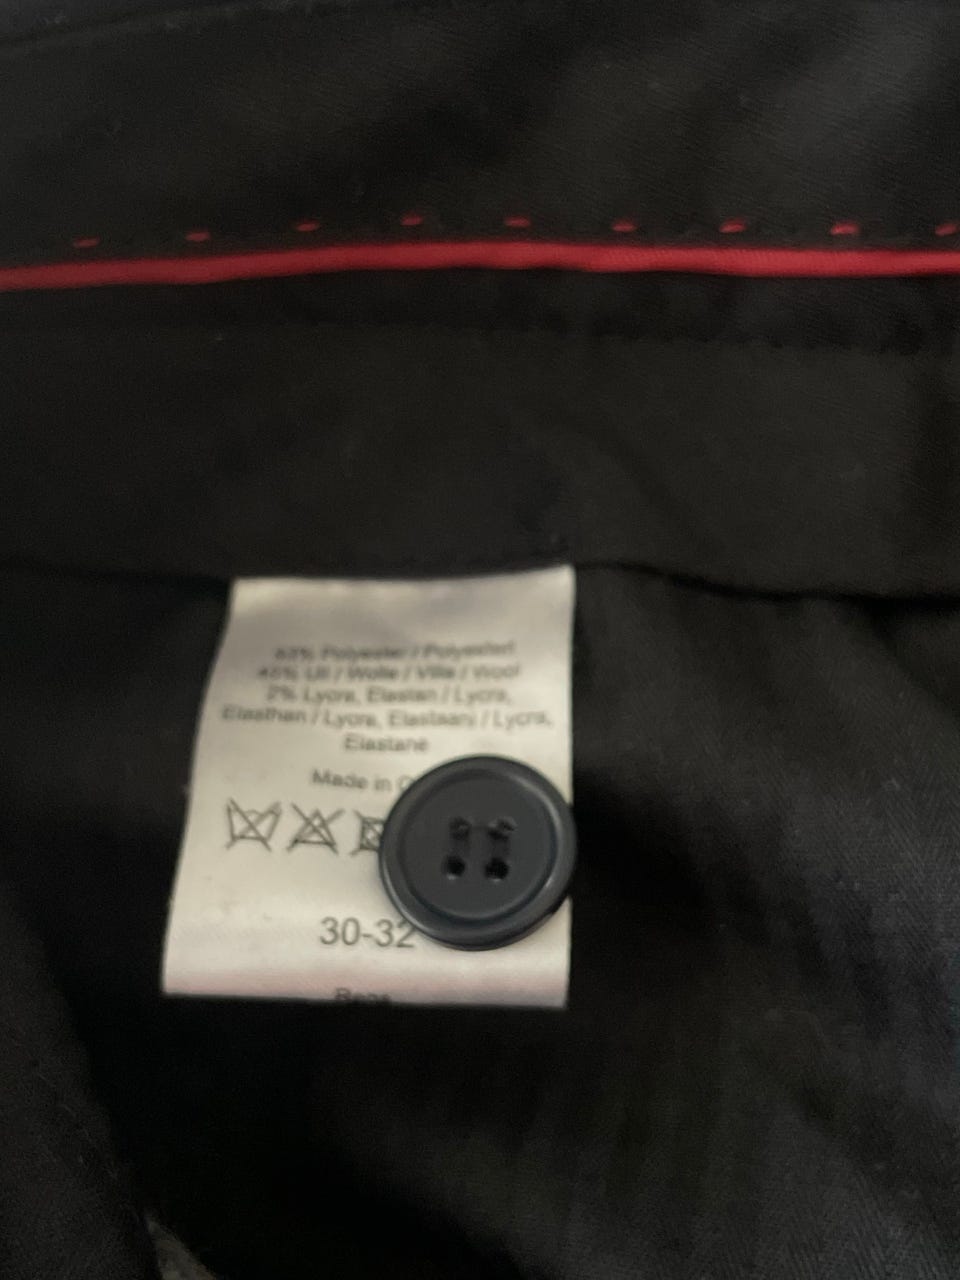 % Polyester / Polyesteri
% Ull / Wolle / Villa / Wool
2% Lycra, Elastan / Lycra,
Elasthan / Lycra, Elastaani / Lycra,
Elastane
Made in
30-32